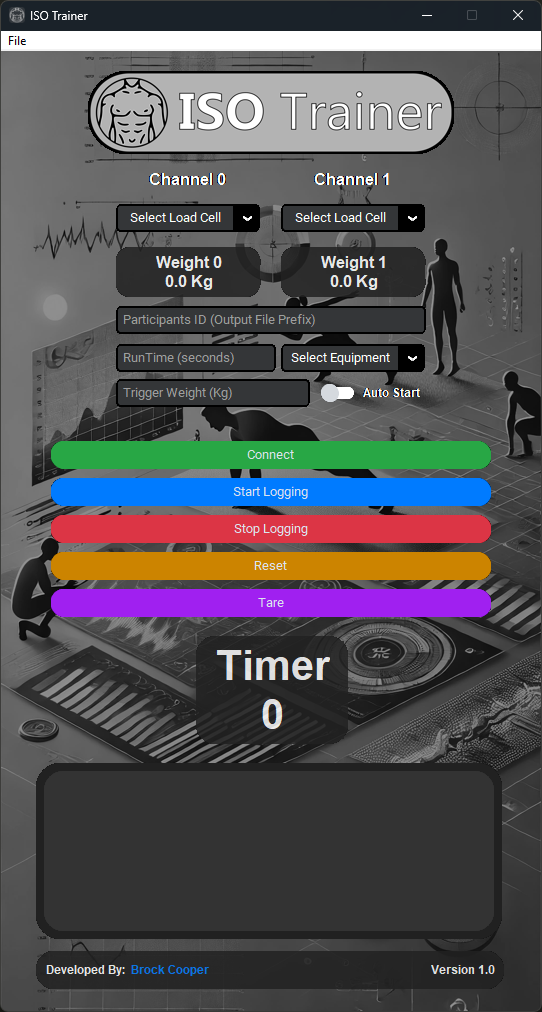 ISO Trainer
File
ISO Trainer
Channel 0 Channel 1
Select Load Cell Select Load Cell
Weight 0 Weight 1
0.0 Kg 0.0 Kg
Participants ID (Output File Prefix)
RunTime (seconds) Select Equipment
Trigger Weight (Kg) Auto Start
Connect
Start Logging
Stop Logging
Reset
Tare
Timer
0
Developed By: Brock Cooper Version 1.0